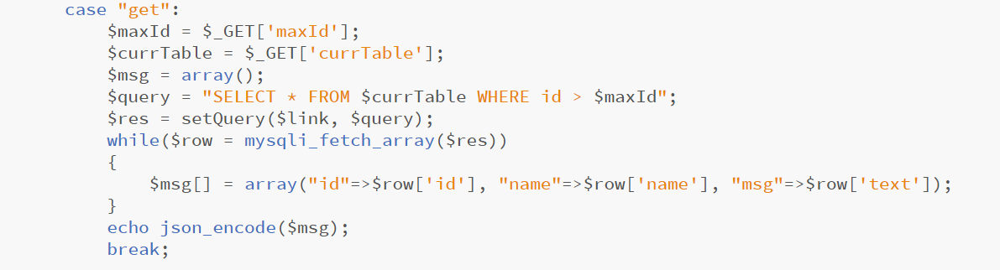 case "get":
$maxId = $_GET['maxId'];
$currTable = $_GET['currTable'];
$msg = array();
$query = "SELECT * FROM $currTable WHERE id > $maxId";
$res = setQuery($link, $query);
while($row = mysqli_fetch_array($res))
{
$msg[] = array("id"=>$row['id'], "name"=>$row['name'], "msg"=>$row['text']);
}
echo json_encode($msg);
break;